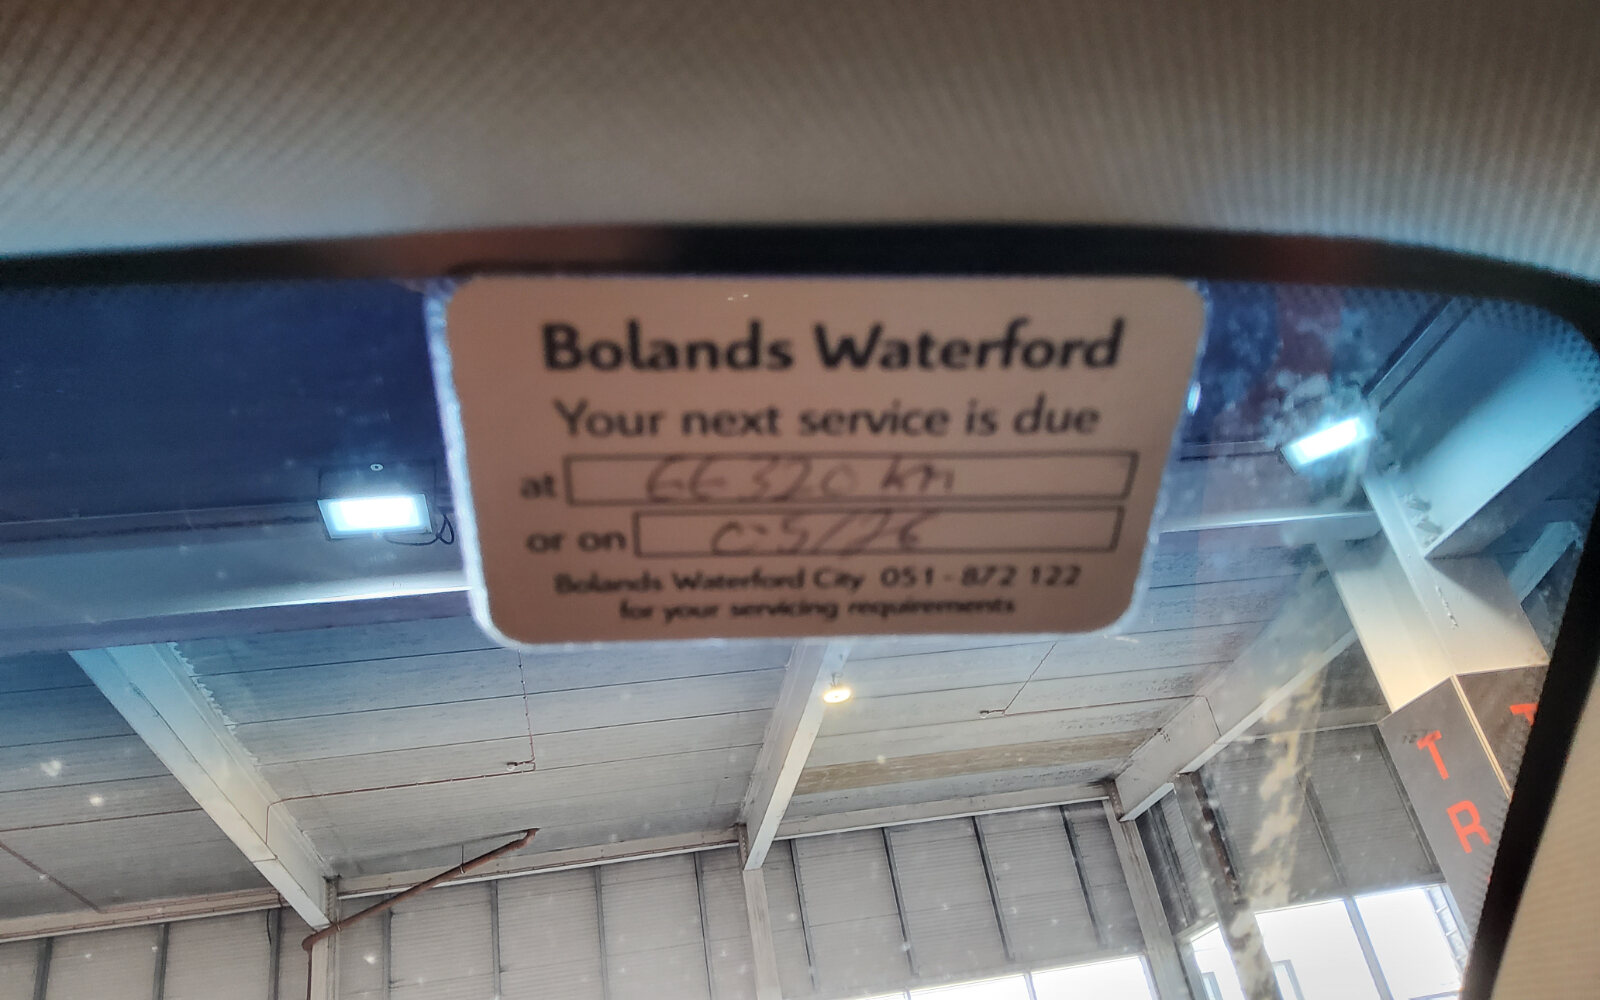 Bolands Waterford
Your next service is due
at 66320 km
or on 05/26
Bolands Waterford City 051-872 122
for your servicing requirements
T
T
R